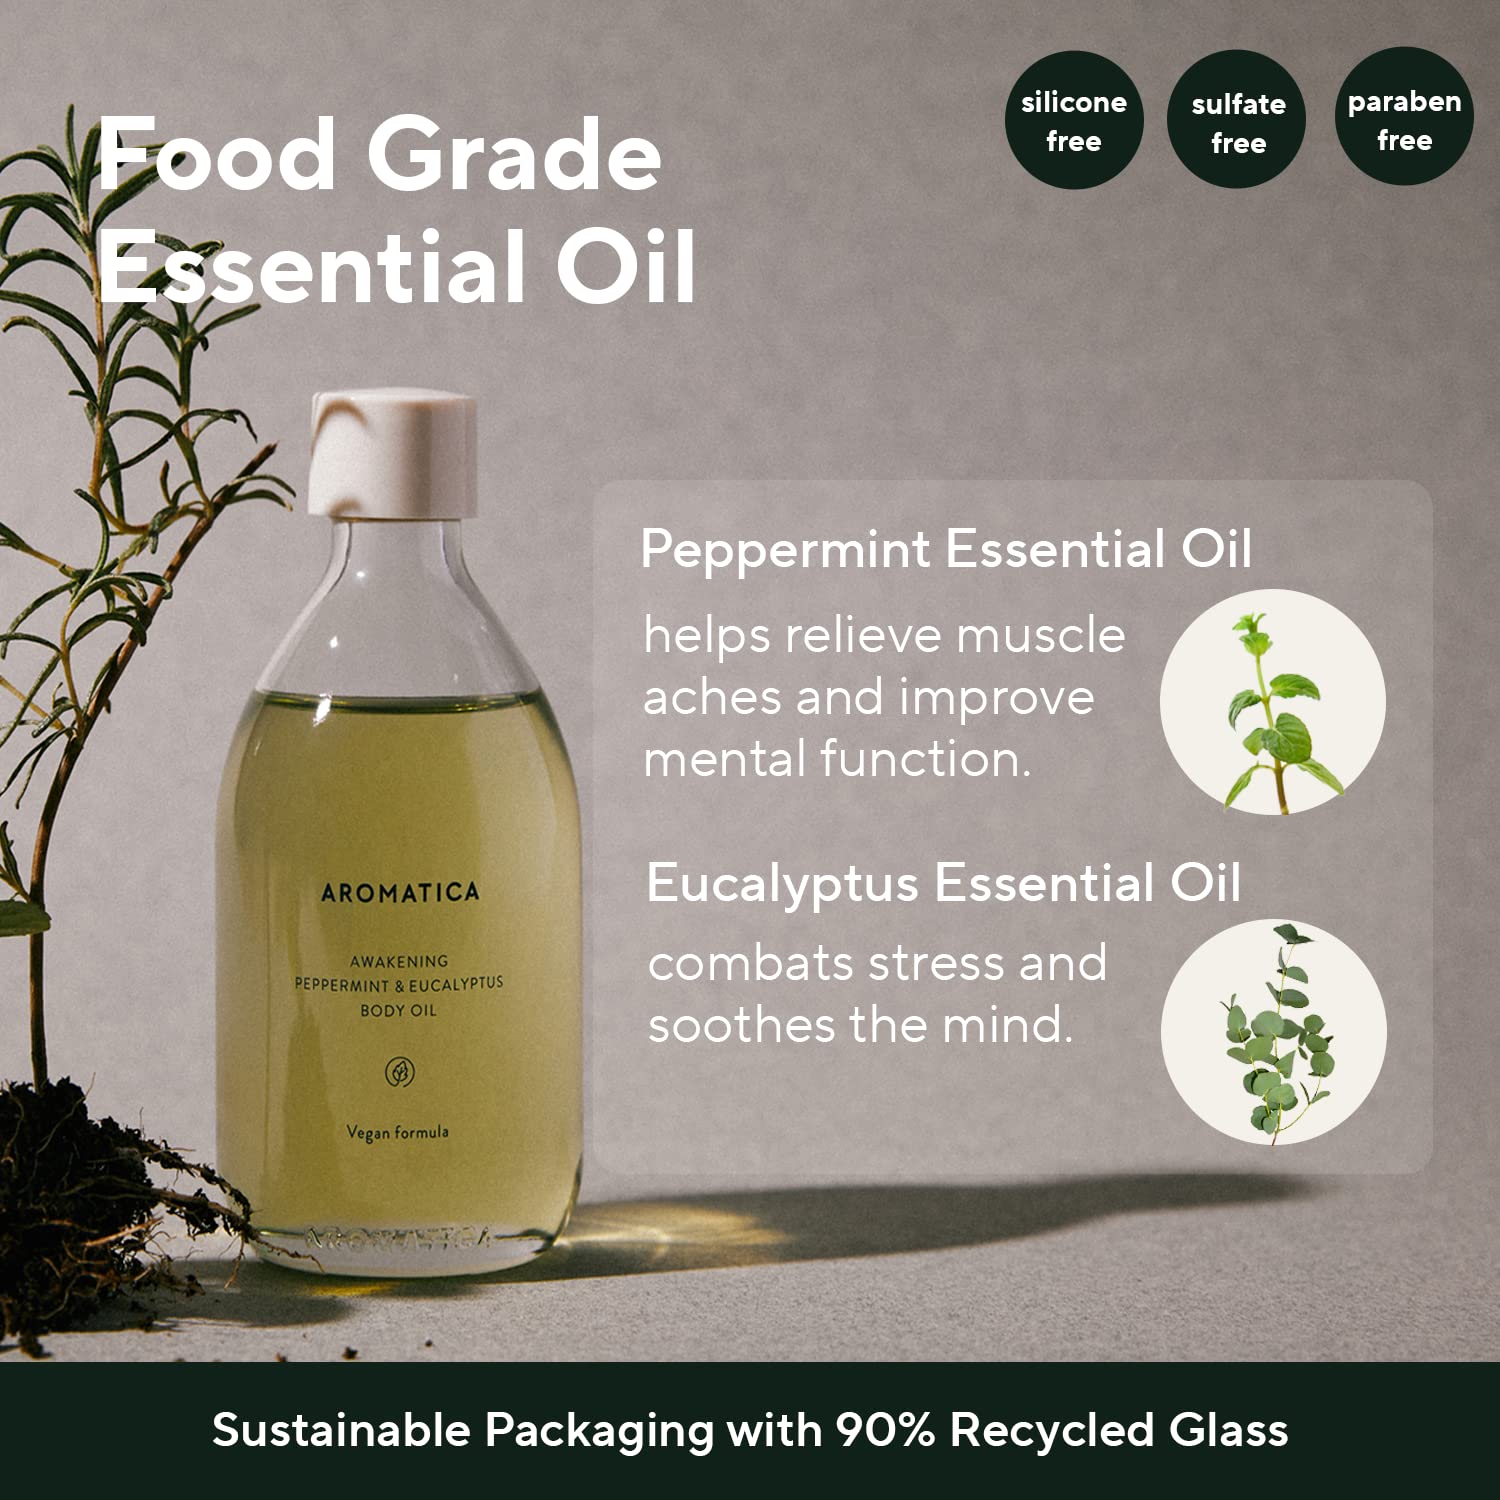 Food Grade
Essential Oil
silicone
free
sulfate
free
paraben
free
Peppermint Essential Oil
helps relieve muscle
aches and improve
mental function.
Eucalyptus Essential Oil
combats stress and
soothes the mind.
AROMATICA
AWAKENING
PEPPERMINT & EUCALYPTUS
BODY OIL
Vegan formula
AROMATICA
Sustainable Packaging with 90% Recycled Glass